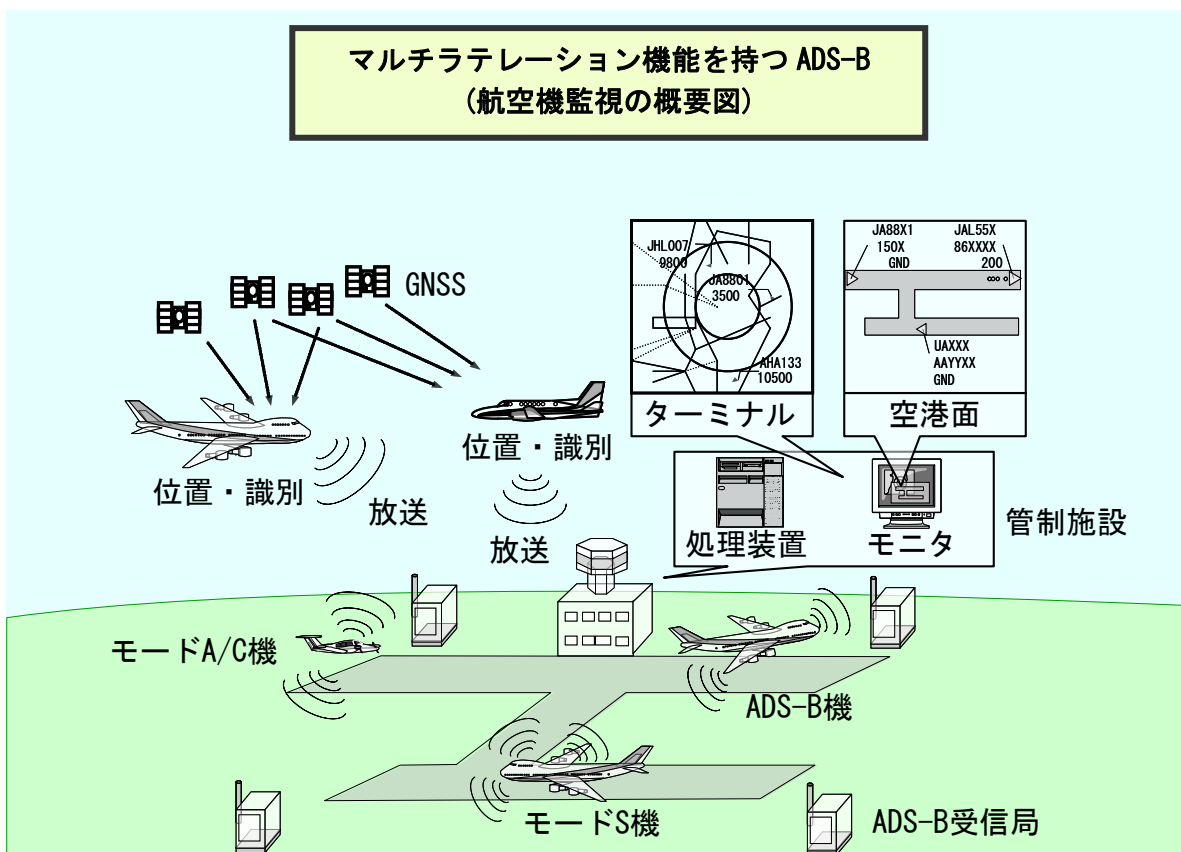 マルチラテレーション機能を持つ ADS-B
(航空機監視の概要図)
GNSS
JHL007
9800
JA8801
3500
AHA133
10500
JA88X1
150X
GND
JAL55X
86XXXX
200
UAXXX
AAYYXX
GND
ターミナル
空港面
位置・識別
位置・識別
放送
放送
処理装置
モニタ
管制施設
モードA/C機
ADS-B機
モードS機
ADS-B受信局